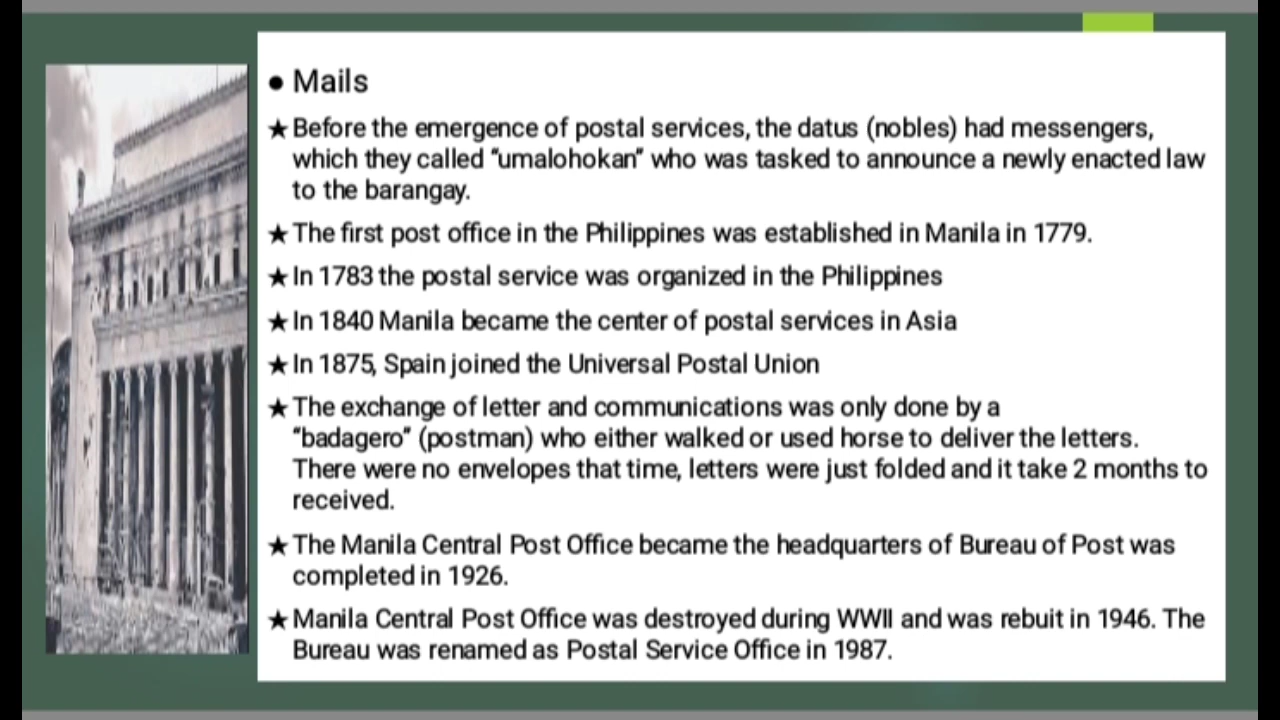 ● Mails
★ Before the emergence of postal services, the datus (nobles) had messengers,
which they called "umalohokan" who was tasked to announce a newly enacted law
to the barangay.
★ The first post office in the Philippines was established in Manila in 1779.
★ In 1783 the postal service was organized in the Philippines
★ In 1840 Manila became the center of postal services in Asia
★ In 1875, Spain joined the Universal Postal Union
★ The exchange of letter and communications was only done by a
"badagero" (postman) who either walked or used horse to deliver the letters.
There were no envelopes that time, letters were just folded and it take 2 months to
received.
★ The Manila Central Post Office became the headquarters of Bureau of Post was
completed in 1926.
★ Manila Central Post Office was destroyed during WWII and was rebuit in 1946. The
Bureau was renamed as Postal Service Office in 1987.